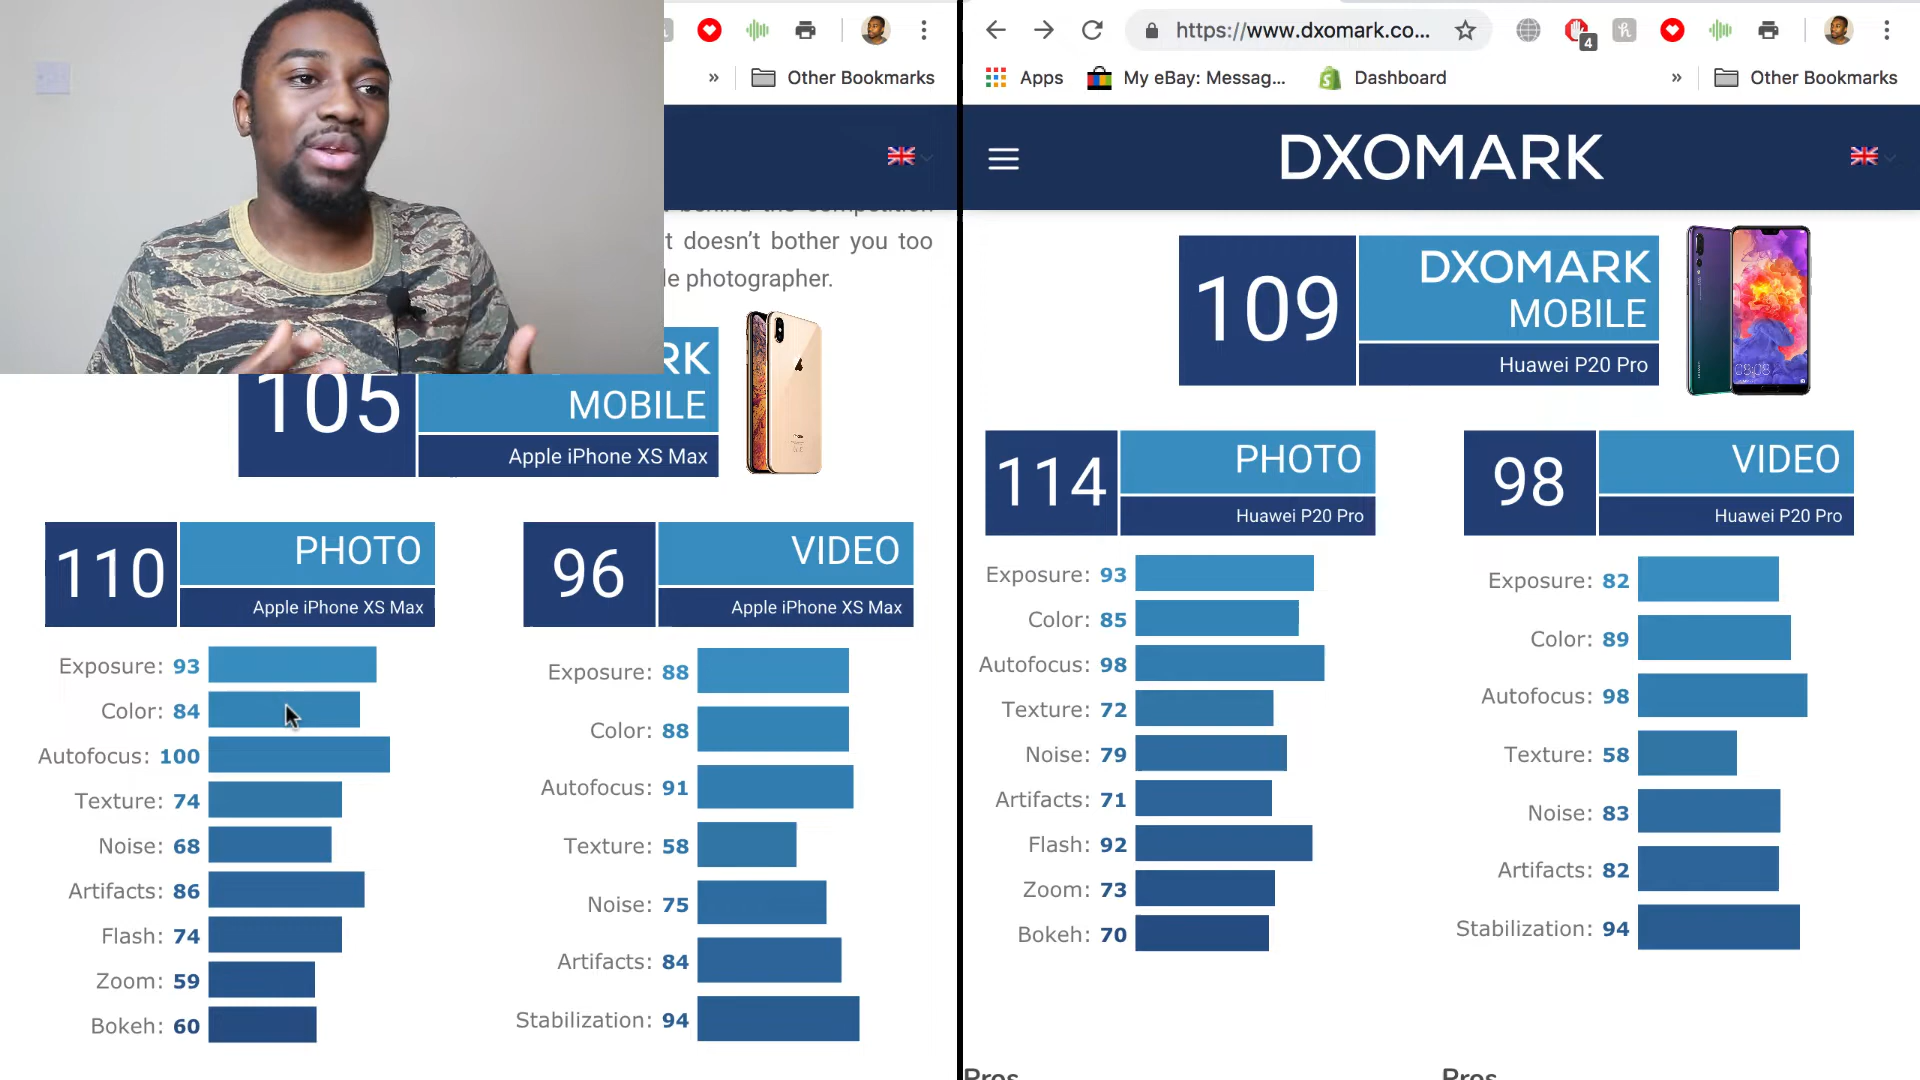 Other Bookmarks
t doesn't bother you too
le photographer.
105
RK
MOBILE
Apple iPhone XS Max
110
PHOTO
Apple iPhone XS Max
Exposure: 93
Color: 84
Autofocus: 100
Texture: 74
Noise: 68
Artifacts: 86
Flash: 74
Zoom: 59
Bokeh: 60
96
VIDEO
Apple iPhone XS Max
Exposure: 88
Color: 88
Autofocus: 91
Texture: 58
Noise: 75
Artifacts: 84
Stabilization: 94
https://www.dxomark.co...
4
Apps
My eBay: Messag...
Dashboard
Other Bookmarks
DXOMARK
109
DXOMARK
MOBILE
Huawei P20 Pro
08:08
114
PHOTO
Huawei P20 Pro
Exposure: 93
Color: 85
Autofocus: 98
Texture: 72
Noise: 79
Artifacts: 71
Flash: 92
Zoom: 73
Bokeh: 70
98
VIDEO
Huawei P20 Pro
Exposure: 82
Color: 89
Autofocus: 98
Texture: 58
Noise: 83
Artifacts: 82
Stabilization: 94
Pros
Pros